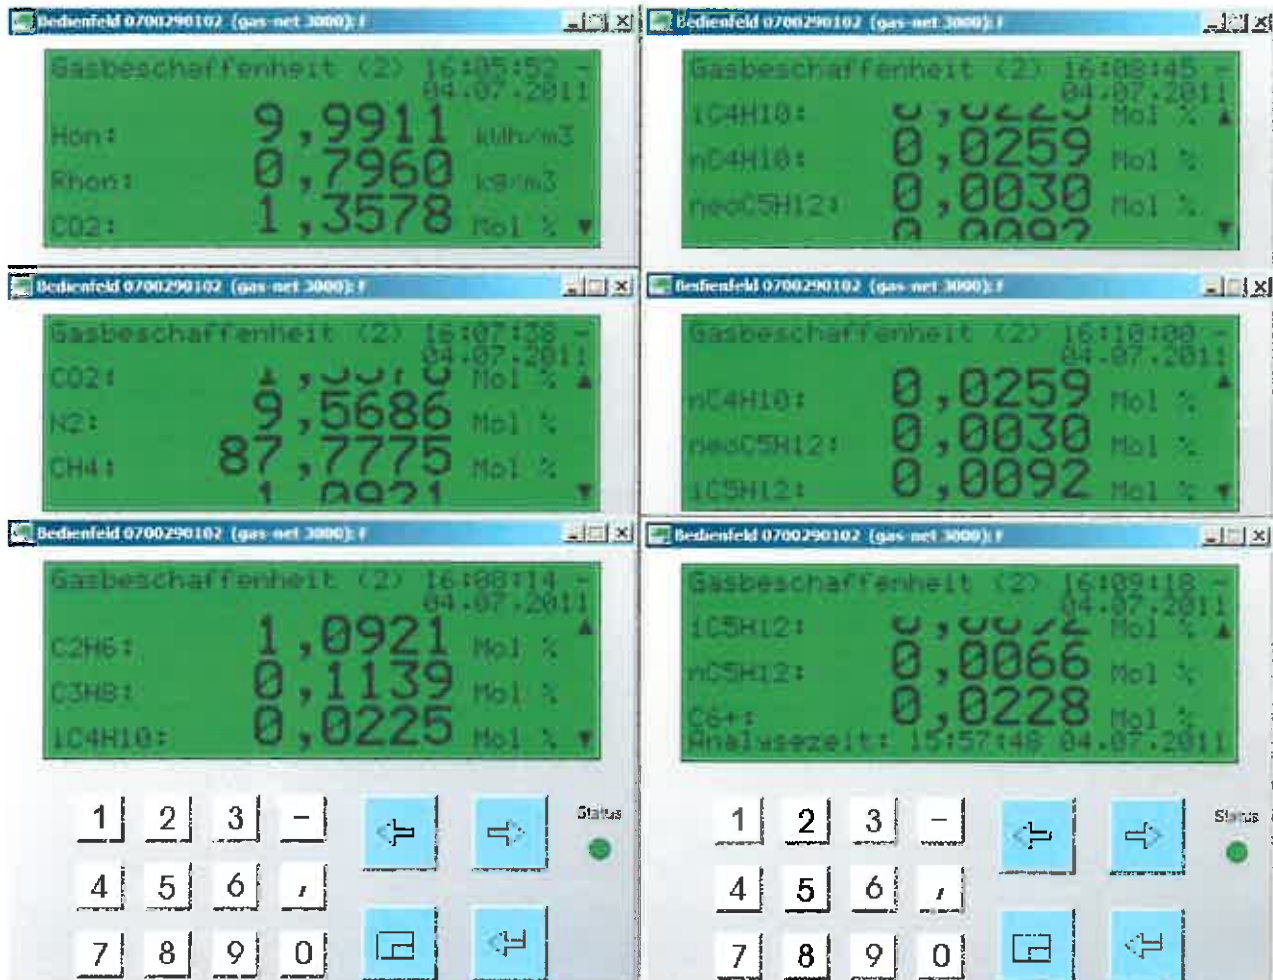 Bedienfeld 0700290102 (gas-net 3000): f
Gasbeschaffenheit (2) 16:05:52 -
04.07.2011
Hon: 9,9911 kWh/m3
Rhon: 0,7960 kg/m3
CO2: 1,3578 Mol % ▼
Bedienfeld 0700290102 (gas-net 3000): f
Gasbeschaffenheit (2) 16:07:38 -
04.07.2011
CO2: Mol % ▲
N2: 9,5686 Mol %
CH4: 87,7775 Mol %
1,0921 ▼
Bedienfeld 0700290102 (gas-net 3000): f
Gasbeschaffenheit (2) 16:08:14 -
04.07.2011
C2H6: 1,0921 Mol % ▲
C3H8: 0,1139 Mol %
iC4H10: 0,0225 Mol % ▼
1 2 3 -
Status
4 5 6 ,
7 8 9 0
Bedienfeld 0700290102 (gas-net 3000): f
Gasbeschaffenheit (2) 16:08:45 -
04.07.2011
iC4H10: 0,0225 Mol % ▲
nC4H10: 0,0259 Mol %
neoC5H12: 0,0030 Mol %
0,0092 ▼
Bedienfeld 0700290102 (gas-net 3000): f
Gasbeschaffenheit (2) 16:10:00 -
04.07.2011
nC4H10: 0,0259 Mol % ▲
neoC5H12: 0,0030 Mol %
iC5H12: 0,0092 Mol % ▼
Bedienfeld 0700290102 (gas-net 3000): f
Gasbeschaffenheit (2) 16:09:18 -
04.07.2011
iC5H12: 0,0092 Mol % ▲
nC5H12: 0,0066 Mol %
C6+: 0,0228 Mol %
Analysezeit: 15:57:48 04.07.2011
1 2 3 -
Status
4 5 6 ,
7 8 9 0